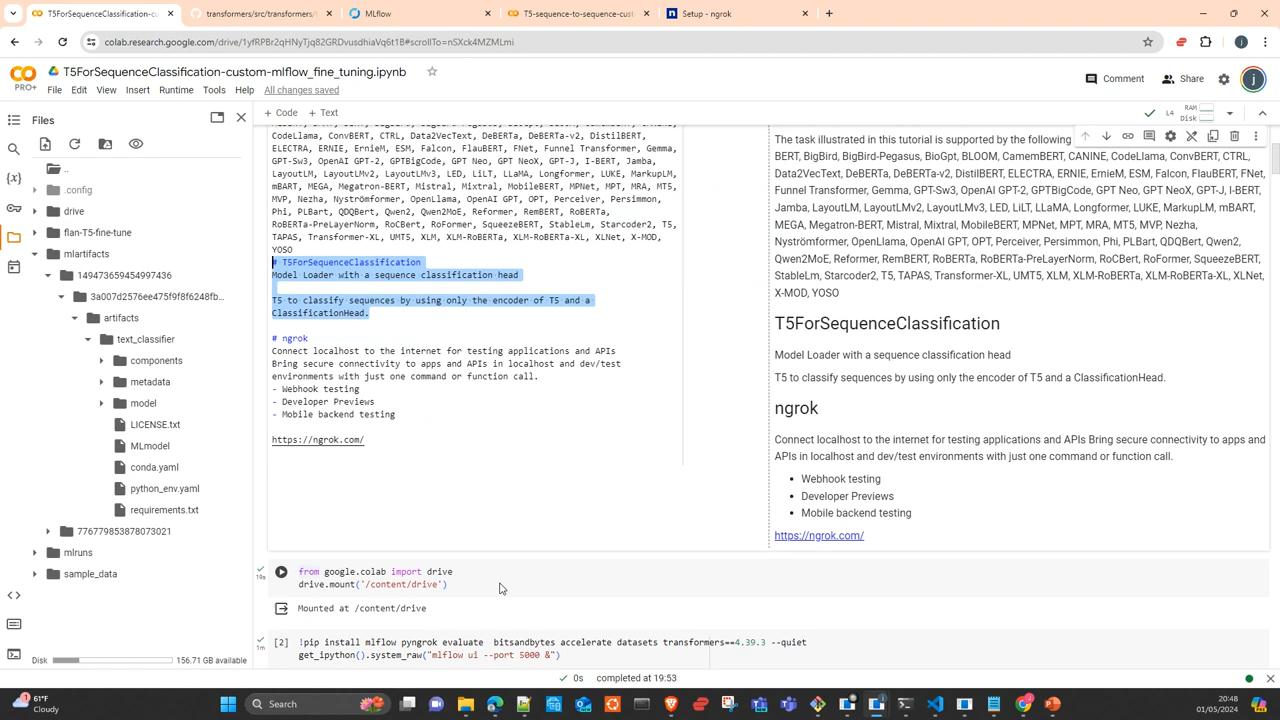 T5ForSequenceClassification-cu
transformers/src/transformers/
MLflow
T5-sequence-to-sequence-cust
Setup - ngrok
colab.research.google.com/drive/1yfRPBr2qHNyTjq82GRDvusdhiaVq6t1B#scrollTo=nSXck4MZMLmi
T5ForSequenceClassification-custom-mlflow_fine_tuning.ipynb
PRO+
File Edit View Insert Runtime Tools Help All changes saved
Comment
Share
j
Files
+ Code + Text
L4
RAM
Disk
..
.config
drive
flan-T5-fine-tune
mlartifacts
149473659454997436
3a007d2576ee475f9f8f6248fb...
artifacts
text_classifier
components
metadata
model
LICENSE.txt
MLmodel
conda.yaml
python_env.yaml
requirements.txt
776779853878073021
mlruns
sample_data
Disk
156.71 GB available
CodeLlama, ConvBERT, CTRL, Data2VecText, DeBERTa, DeBERTa-v2, DistilBERT,
ELECTRA, ERNIE, ErnieM, ESM, Falcon, FlauBERT, FNet, Funnel Transformer, Gemma,
GPT-Sw3, OpenAI GPT-2, GPTBigCode, GPT Neo, GPT NeoX, GPT-J, I-BERT, Jamba,
LayoutLM, LayoutLMv2, LayoutLMv3, LED, LiLT, LLaMA, Longformer, LUKE, MarkupLM,
mBART, MEGA, Megatron-BERT, Mistral, Mixtral, MobileBERT, MPNet, MPT, MRA, MT5,
MVP, Nezha, Nyströmformer, OpenLlama, OpenAI GPT, OPT, Perceiver, Persimmon,
Phi, PLBart, QDQBert, Qwen2, Qwen2MoE, Reformer, RemBERT, RoBERTa,
RoBERTa-PreLayerNorm, RoCBert, RoFormer, SqueezeBERT, StableLm, Starcoder2, T5,
TAPAS, Transformer-XL, UMT5, XLM, XLM-RoBERTa, XLM-RoBERTa-XL, XLNet, X-MOD,
YOSO
# T5ForSequenceClassification
Model Loader with a sequence classification head
T5 to classify sequences by using only the encoder of T5 and a
ClassificationHead.
# ngrok
Connect localhost to the internet for testing applications and APIs
Bring secure connectivity to apps and APIs in localhost and dev/test
environments with just one command or function call.
- Webhook testing
- Developer Previews
- Mobile backend testing
https://ngrok.com/
The task illustrated in this tutorial is supported by the following
BERT, BigBird, BigBird-Pegasus, BioGpt, BLOOM, CamemBERT, CANINE, CodeLlama, ConvBERT, CTRL,
Data2VecText, DeBERTa, DeBERTa-v2, DistilBERT, ELECTRA, ERNIE, ErnieM, ESM, Falcon, FlauBERT, FNet,
Funnel Transformer, Gemma, GPT-Sw3, OpenAI GPT-2, GPTBigCode, GPT Neo, GPT NeoX, GPT-J, I-BERT,
Jamba, LayoutLM, LayoutLMv2, LayoutLMv3, LED, LiLT, LLaMA, Longformer, LUKE, MarkupLM, mBART,
MEGA, Megatron-BERT, Mistral, Mixtral, MobileBERT, MPNet, MPT, MRA, MT5, MVP, Nezha,
Nyströmformer, OpenLlama, OpenAI GPT, OPT, Perceiver, Persimmon, Phi, PLBart, QDQBert, Qwen2,
Qwen2MoE, Reformer, RemBERT, RoBERTa, RoBERTa-PreLayerNorm, RoCBert, RoFormer, SqueezeBERT,
StableLm, Starcoder2, T5, TAPAS, Transformer-XL, UMT5, XLM, XLM-RoBERTa, XLM-RoBERTa-XL, XLNet,
X-MOD, YOSO
T5ForSequenceClassification
Model Loader with a sequence classification head
T5 to classify sequences by using only the encoder of T5 and a ClassificationHead.
ngrok
Connect localhost to the internet for testing applications and APIs Bring secure connectivity to apps and
APIs in localhost and dev/test environments with just one command or function call.
Webhook testing
Developer Previews
Mobile backend testing
https://ngrok.com/
19s
from google.colab import drive
drive.mount('/content/drive')
Mounted at /content/drive
[2]
1m
!pip install mlflow pyngrok evaluate bitsandbytes accelerate datasets transformers==4.39.3 --quiet
get_ipython().system_raw("mlflow ui --port 5000 &")
0s completed at 19:53
61°F
Cloudy
Search
20:48
01/05/2024